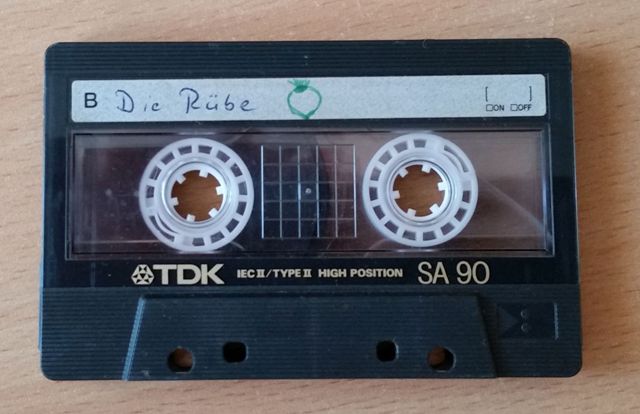 B Die Rübe [ ]
ON OFF
TDK IEC II/TYPE II HIGH POSITION SA 90